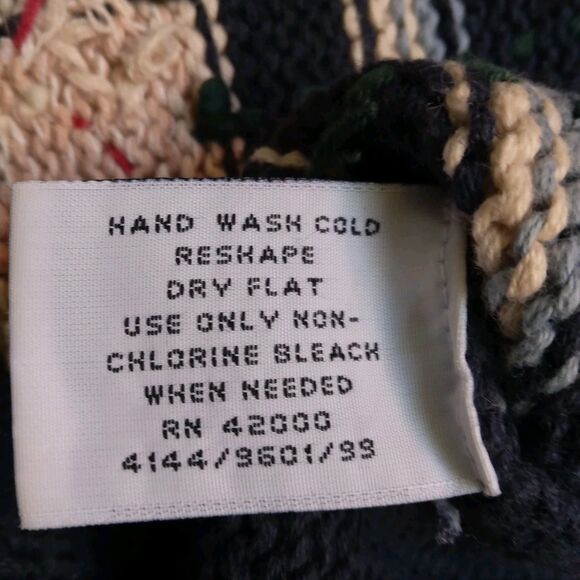 HAND WASH COLD
RESHAPE
DRY FLAT
USE ONLY NON-
CHLORINE BLEACH
WHEN NEEDED
RN 42000
4144/9601/99